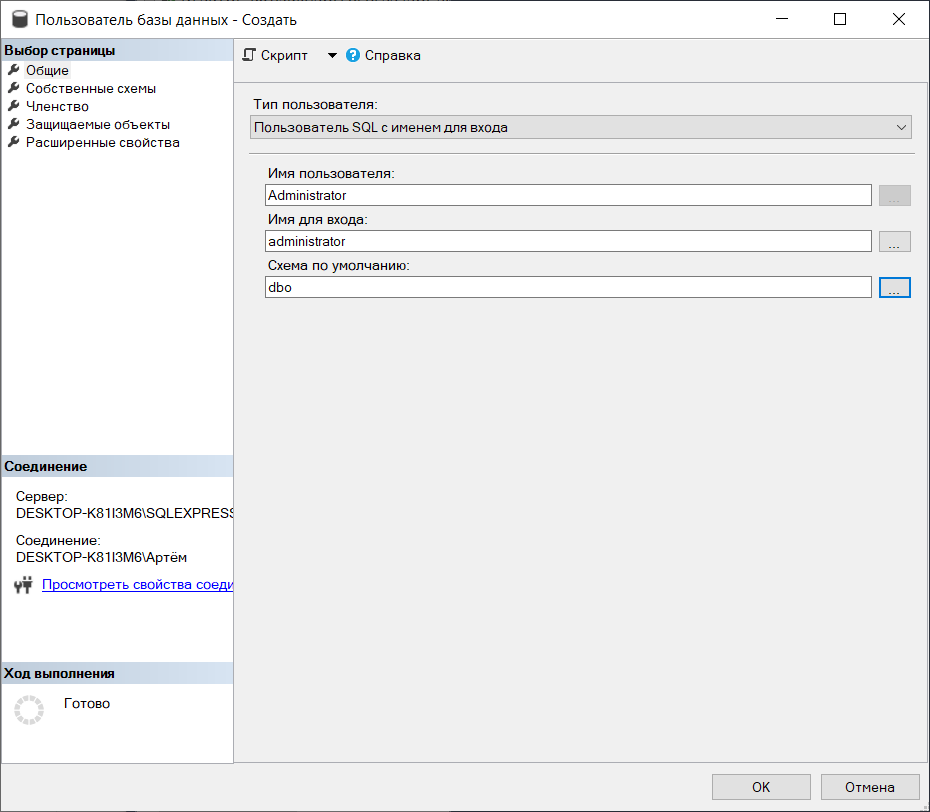 Пользователь базы данных - Создать
Выбор страницы
Общие
Собственные схемы
Членство
Защищаемые объекты
Расширенные свойства
Скрипт
Справка
Тип пользователя:
Пользователь SQL с именем для входа
Имя пользователя:
Administrator
...
Имя для входа:
administrator
...
Схема по умолчанию:
dbo
...
Соединение
Сервер:
DESKTOP-K81I3M6\SQLEXPRESS
Соединение:
DESKTOP-K81I3M6\Артём
Просмотреть свойства соеди
Ход выполнения
Готово
OK
Отмена